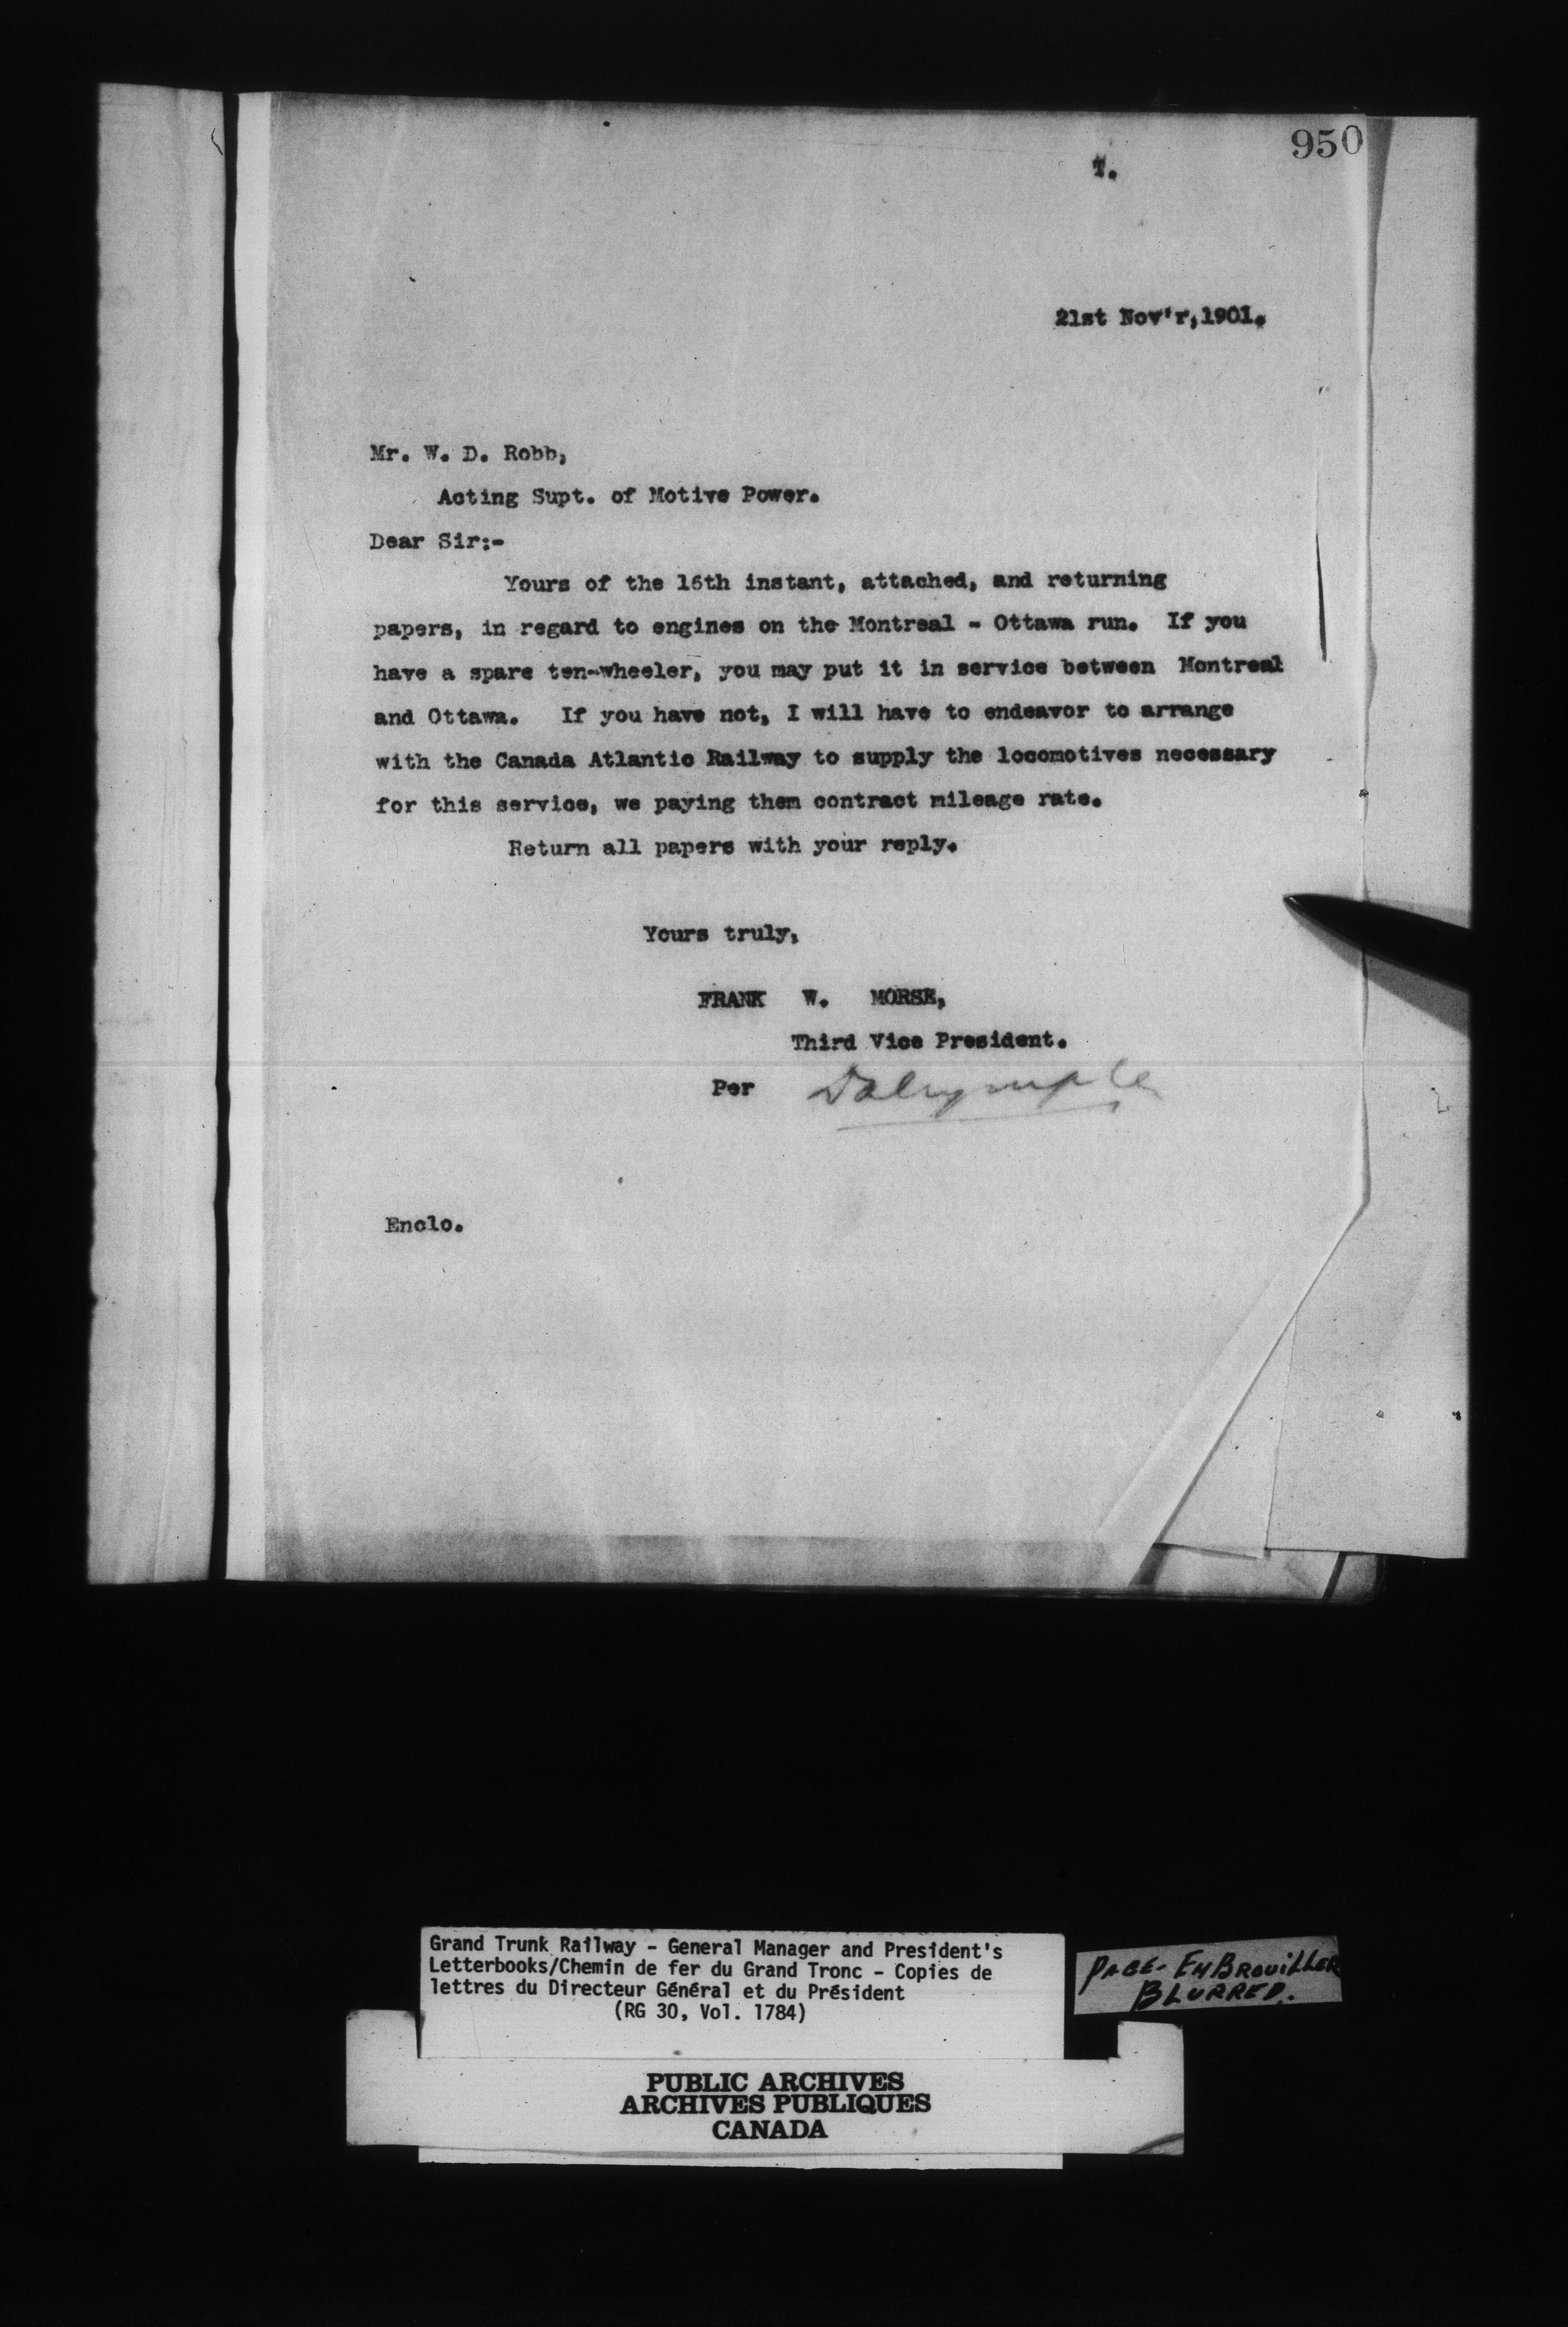 950
T.
21st Nov'r, 1901.
Mr. W. D. Robb,
Acting Supt. of Motive Power.
Dear Sir:-
Yours of the 16th instant, attached, and returning
papers, in regard to engines on the Montreal - Ottawa run. If you
have a spare ten-wheeler, you may put it in service between Montreal
and Ottawa. If you have not, I will have to endeavor to arrange
with the Canada Atlantic Railway to supply the locomotives necessary
for this service, we paying them contract mileage rate.
Return all papers with your reply.
Yours truly,
FRANK W. MORSE,
Third Vice President.
Per Dalrymple
Enclo.
Grand Trunk Railway - General Manager and President's
Letterbooks/Chemin de fer du Grand Tronc - Copies de
lettres du Directeur Général et du Président
(RG 30, Vol. 1784)
PAGE - EMBROUILLER
BLURRED.
PUBLIC ARCHIVES
ARCHIVES PUBLIQUES
CANADA